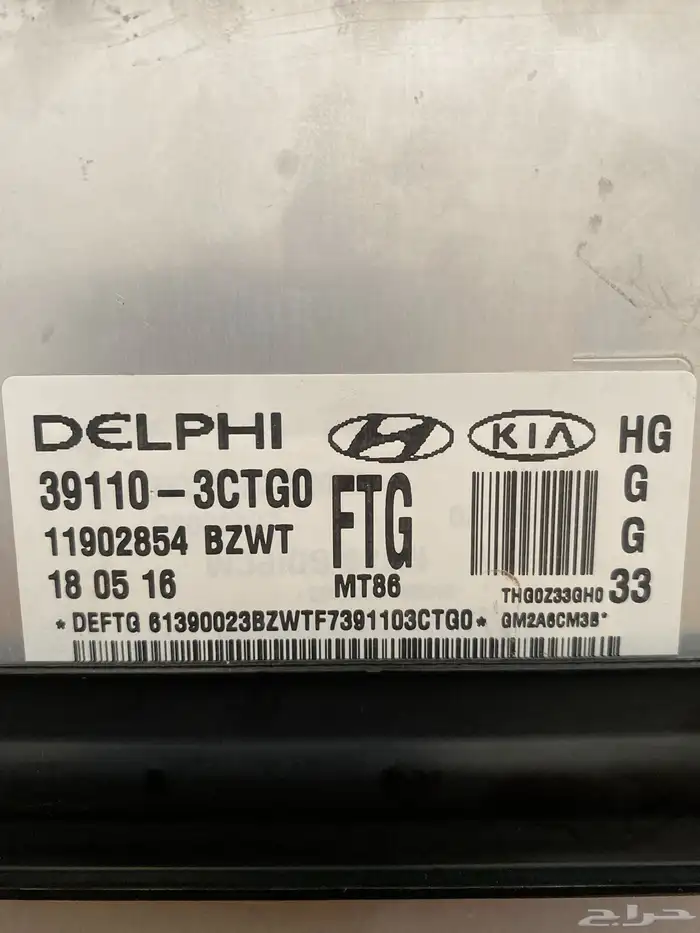 DELPHI KIA HG
39110-3CTG0 FTG G
11902854 BZWT G
18 05 16 MT86 THG0Z33GH0 33
*DEFTG 61390023BZWTF7391103CTG0* GM2A6CM3B*
حراج